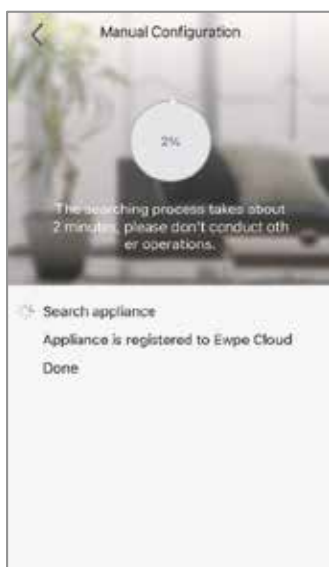 Manual Configuration
2%
The searching process takes about
2 minutes, please don't conduct oth
er operations.
Search appliance
Appliance is registered to Ewpe Cloud
Done